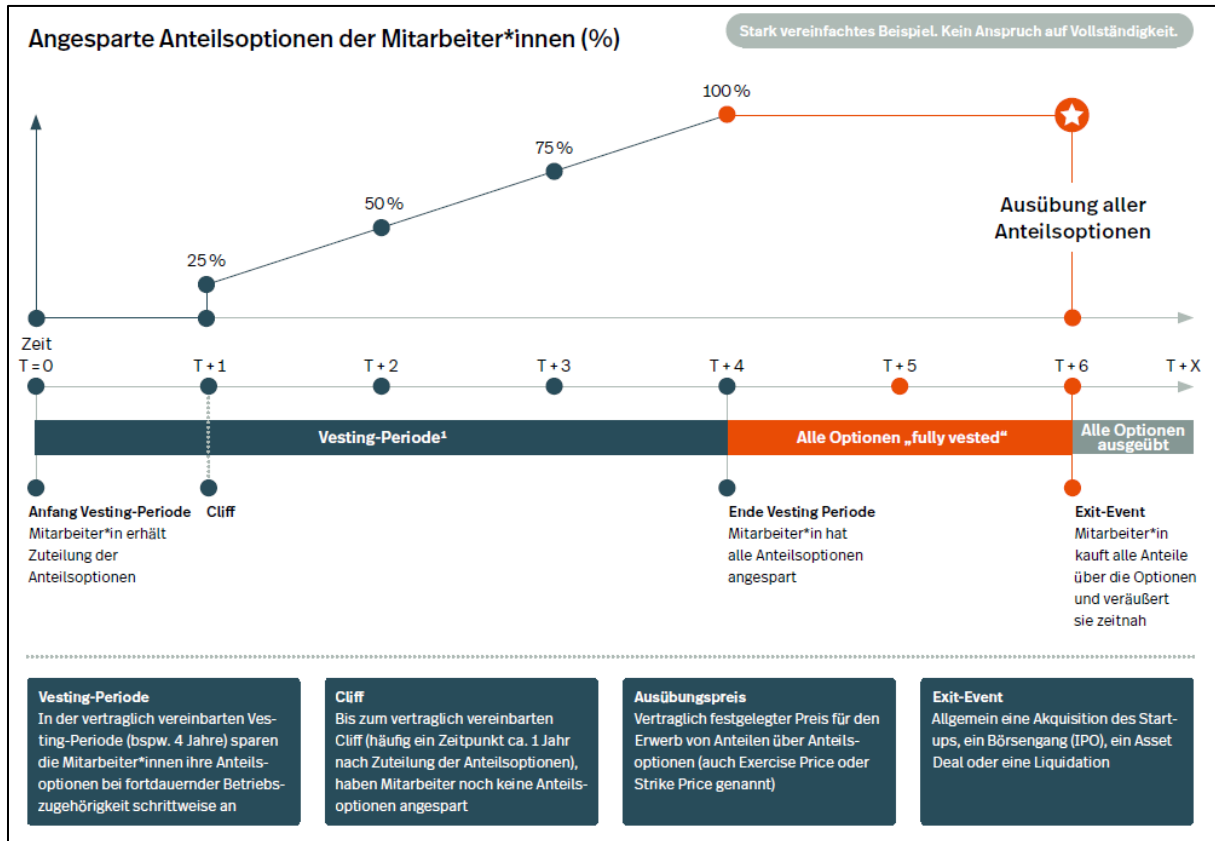 Angesparte Anteilsoptionen der Mitarbeiter*innen (%)
Stark vereinfachtes Beispiel. Kein Anspruch auf Vollständigkeit.
100 %
75 %
50 %
25 %
Ausübung aller
Anteilsoptionen
Zeit
T = 0
T + 1
T + 2
T + 3
T + 4
T + 5
T + 6
T + X
Vesting-Periode¹
Alle Optionen „fully vested“
Alle Optionen
ausgeübt
Anfang Vesting-Periode
Mitarbeiter*in erhält
Zuteilung der
Anteilsoptionen
Cliff
Ende Vesting Periode
Mitarbeiter*in hat
alle Anteilsoptionen
angespart
Exit-Event
Mitarbeiter*in
kauft alle Anteile
über die Optionen
und veräußert
sie zeitnah
Vesting-Periode
In der vertraglich vereinbarten Ves-
ting-Periode (bspw. 4 Jahre) sparen
die Mitarbeiter*innen ihre Anteils-
optionen bei fortdauernder Betriebs-
zugehörigkeit schrittweise an
Cliff
Bis zum vertraglich vereinbarten
Cliff (häufig ein Zeitpunkt ca. 1 Jahr
nach Zuteilung der Anteilsoptionen),
haben Mitarbeiter noch keine Anteils-
optionen angespart
Ausübungspreis
Vertraglich festgelegter Preis für den
Erwerb von Anteilen über Anteils-
optionen (auch Exercise Price oder
Strike Price genannt)
Exit-Event
Allgemein eine Akquisition des Start-
ups, ein Börsengang (IPO), ein Asset
Deal oder eine Liquidation